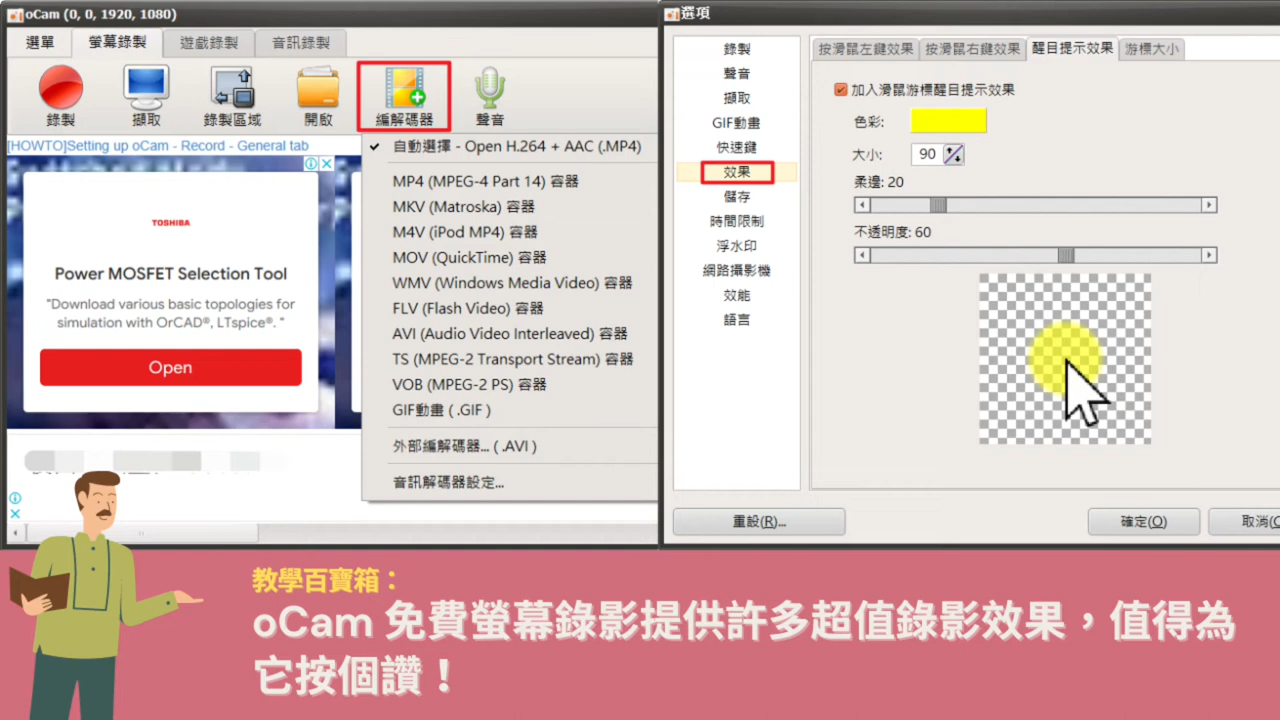 oCam (0, 0, 1920, 1080)
選單
螢幕錄製
遊戲錄製
音訊錄製
錄製
擷取
錄製區域
開啟
編解碼器
聲音
[HOWTO]Setting up oCam - Record - General tab
TOSHIBA
Power MOSFET Selection Tool
"Download various basic topologies for
simulation with OrCAD®, LTspice®. "
Open
自動選擇 - Open H.264 + AAC (.MP4)
MP4 (MPEG-4 Part 14) 容器
MKV (Matroska) 容器
M4V (iPod MP4) 容器
MOV (QuickTime) 容器
WMV (Windows Media Video) 容器
FLV (Flash Video) 容器
AVI (Audio Video Interleaved) 容器
TS (MPEG-2 Transport Stream) 容器
VOB (MPEG-2 PS) 容器
GIF動畫 ( .GIF )
外部編解碼器... ( .AVI )
音訊解碼器設定...
選項
錄製
聲音
擷取
GIF動畫
快速鍵
效果
儲存
時間限制
浮水印
網路攝影機
效能
語言
按滑鼠左鍵效果
按滑鼠右鍵效果
醒目提示效果
游標大小
加入滑鼠游標醒目提示效果
色彩:
大小: 90
柔邊: 20
不透明度: 60
重設(R)...
確定(O)
取消(C
教學百寶箱：
oCam 免費螢幕錄影提供許多超值錄影效果，值得為
它按個讚！